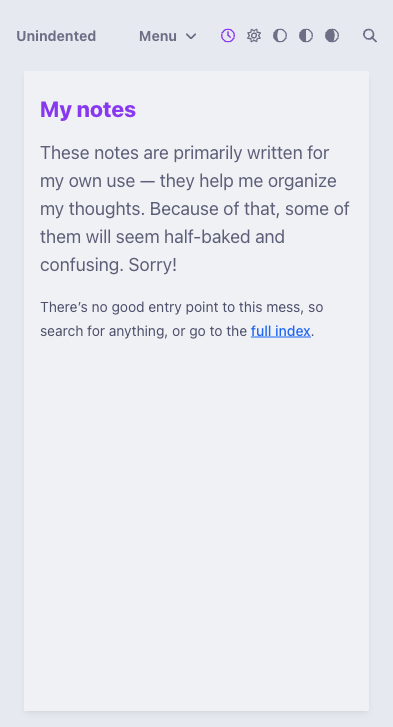 Unindented
Menu
My notes
These notes are primarily written for
my own use — they help me organize
my thoughts. Because of that, some of
them will seem half-baked and
confusing. Sorry!
There’s no good entry point to this mess, so
search for anything, or go to the full index.